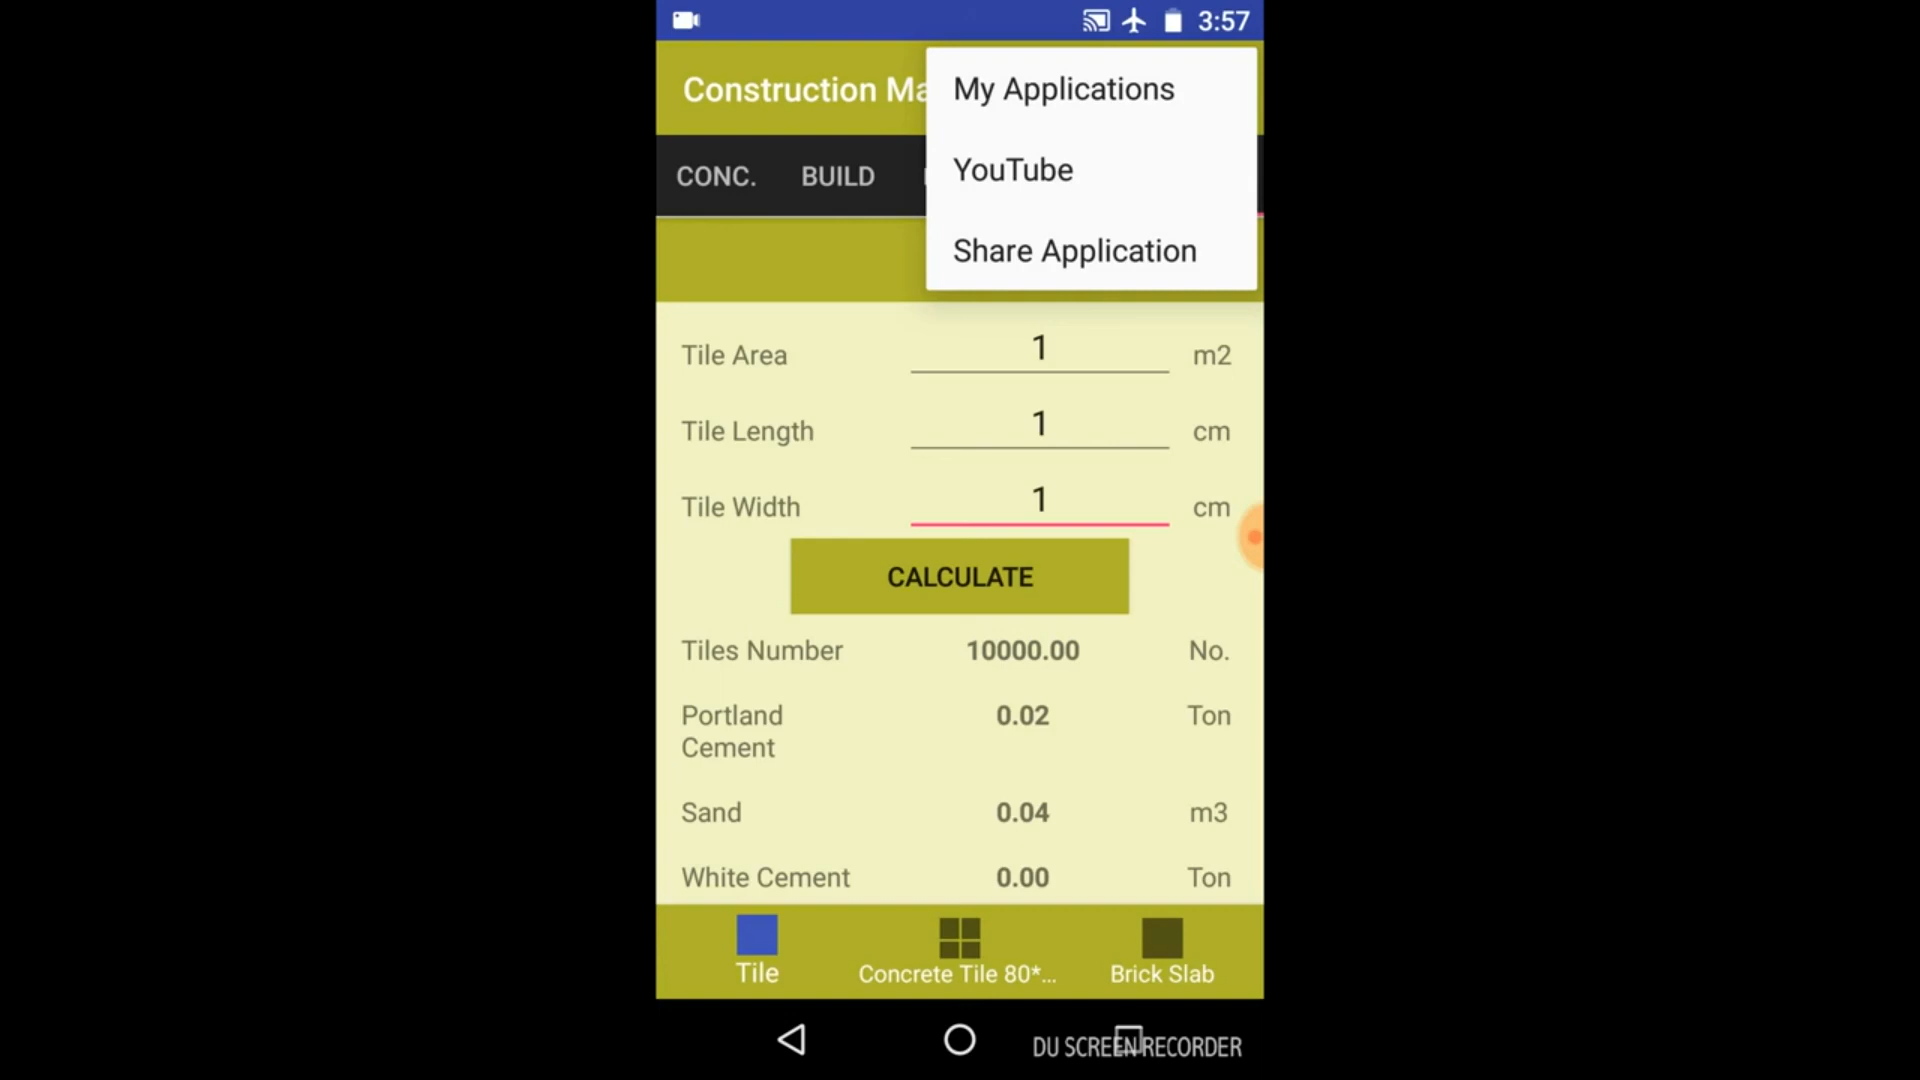 3:57
Construction Ma
My Applications
CONC. BUILD
YouTube
Share Application
Tile Area 1 m2
Tile Length 1 cm
Tile Width 1 cm
CALCULATE
Tiles Number 10000.00 No.
Portland 0.02 Ton
Cement
Sand 0.04 m3
White Cement 0.00 Ton
Tile Concrete Tile 80*... Brick Slab
DU SCREEN RECORDER